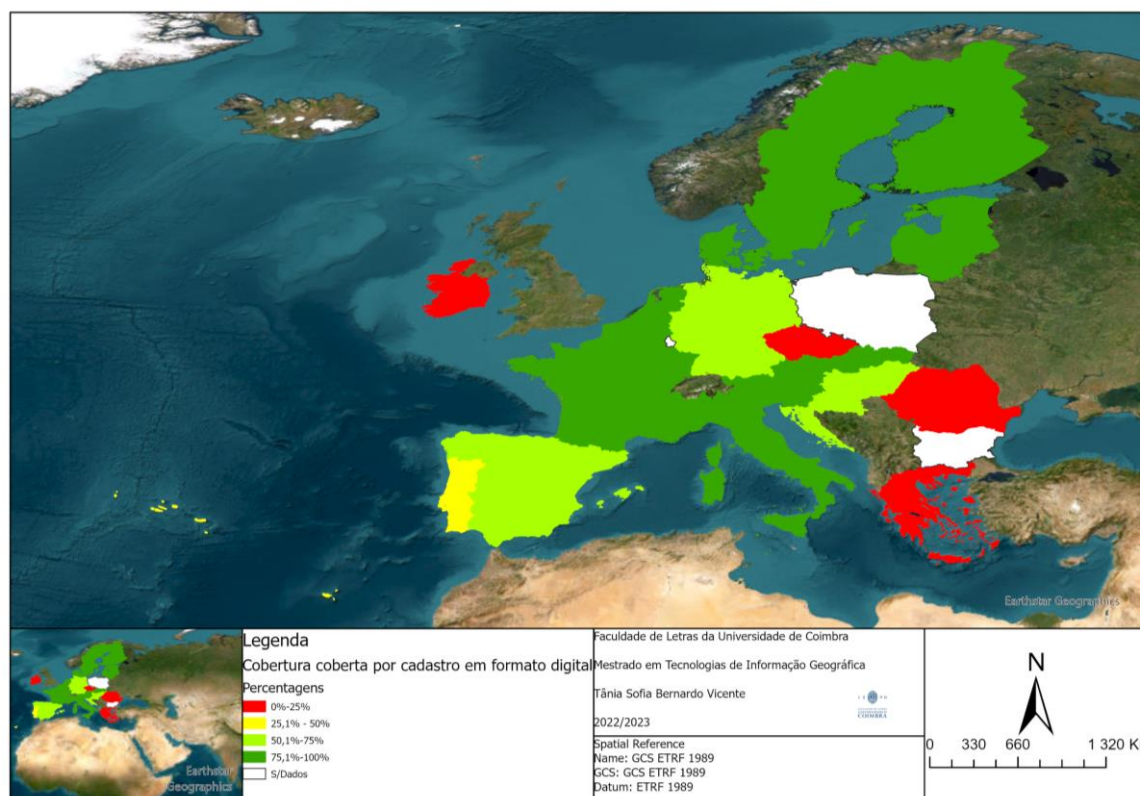 Earthstar Geographics
Earthstar
Geographics
Legenda
Cobertura coberta por cadastro em formato digital
Percentagens
0%-25%
25,1% - 50%
50,1%-75%
75,1%-100%
S/Dados
Faculdade de Letras da Universidade de Coimbra
Mestrado em Tecnologias de Informação Geográfica
Tânia Sofia Bernardo Vicente
2022/2023
COIMBRA
Spatial Reference
Name: GCS ETRF 1989
GCS: GCS ETRF 1989
Datum: ETRF 1989
N
0 330 660 1 320 K